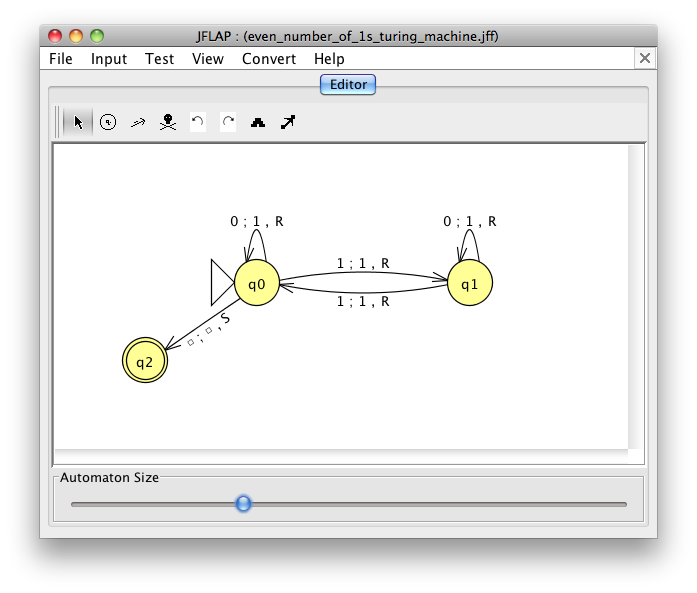 JFLAP : (even_number_of_1s_turing_machine.jff)
File Input Test View Convert Help
Editor
0 ; 1 , R
0 ; 1 , R
1 ; 1 , R
q0
q1
1 ; 1 , R
□ ; □ , S
q2
Automaton Size